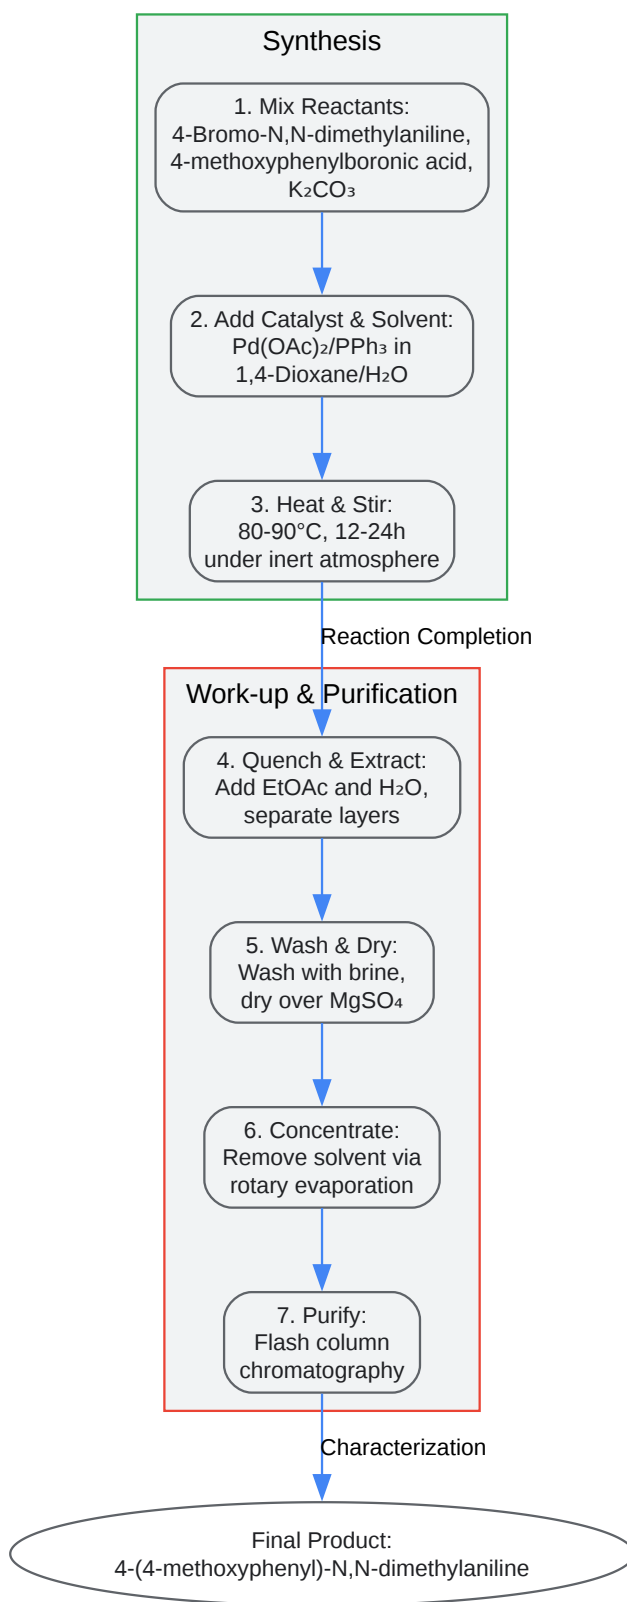 Synthesis
1. Mix Reactants:
4-Bromo-N,N-dimethylaniline,
4-methoxyphenylboronic acid,
K₂CO₃
2. Add Catalyst & Solvent:
Pd(OAc)₂/PPh₃ in
1,4-Dioxane/H₂O
3. Heat & Stir:
80-90°C, 12-24h
under inert atmosphere
Reaction Completion
Work-up & Purification
4. Quench & Extract:
Add EtOAc and H₂O,
separate layers
5. Wash & Dry:
Wash with brine,
dry over MgSO₄
6. Concentrate:
Remove solvent via
rotary evaporation
7. Purify:
Flash column
chromatography
Characterization
Final Product:
4-(4-methoxyphenyl)-N,N-dimethylaniline